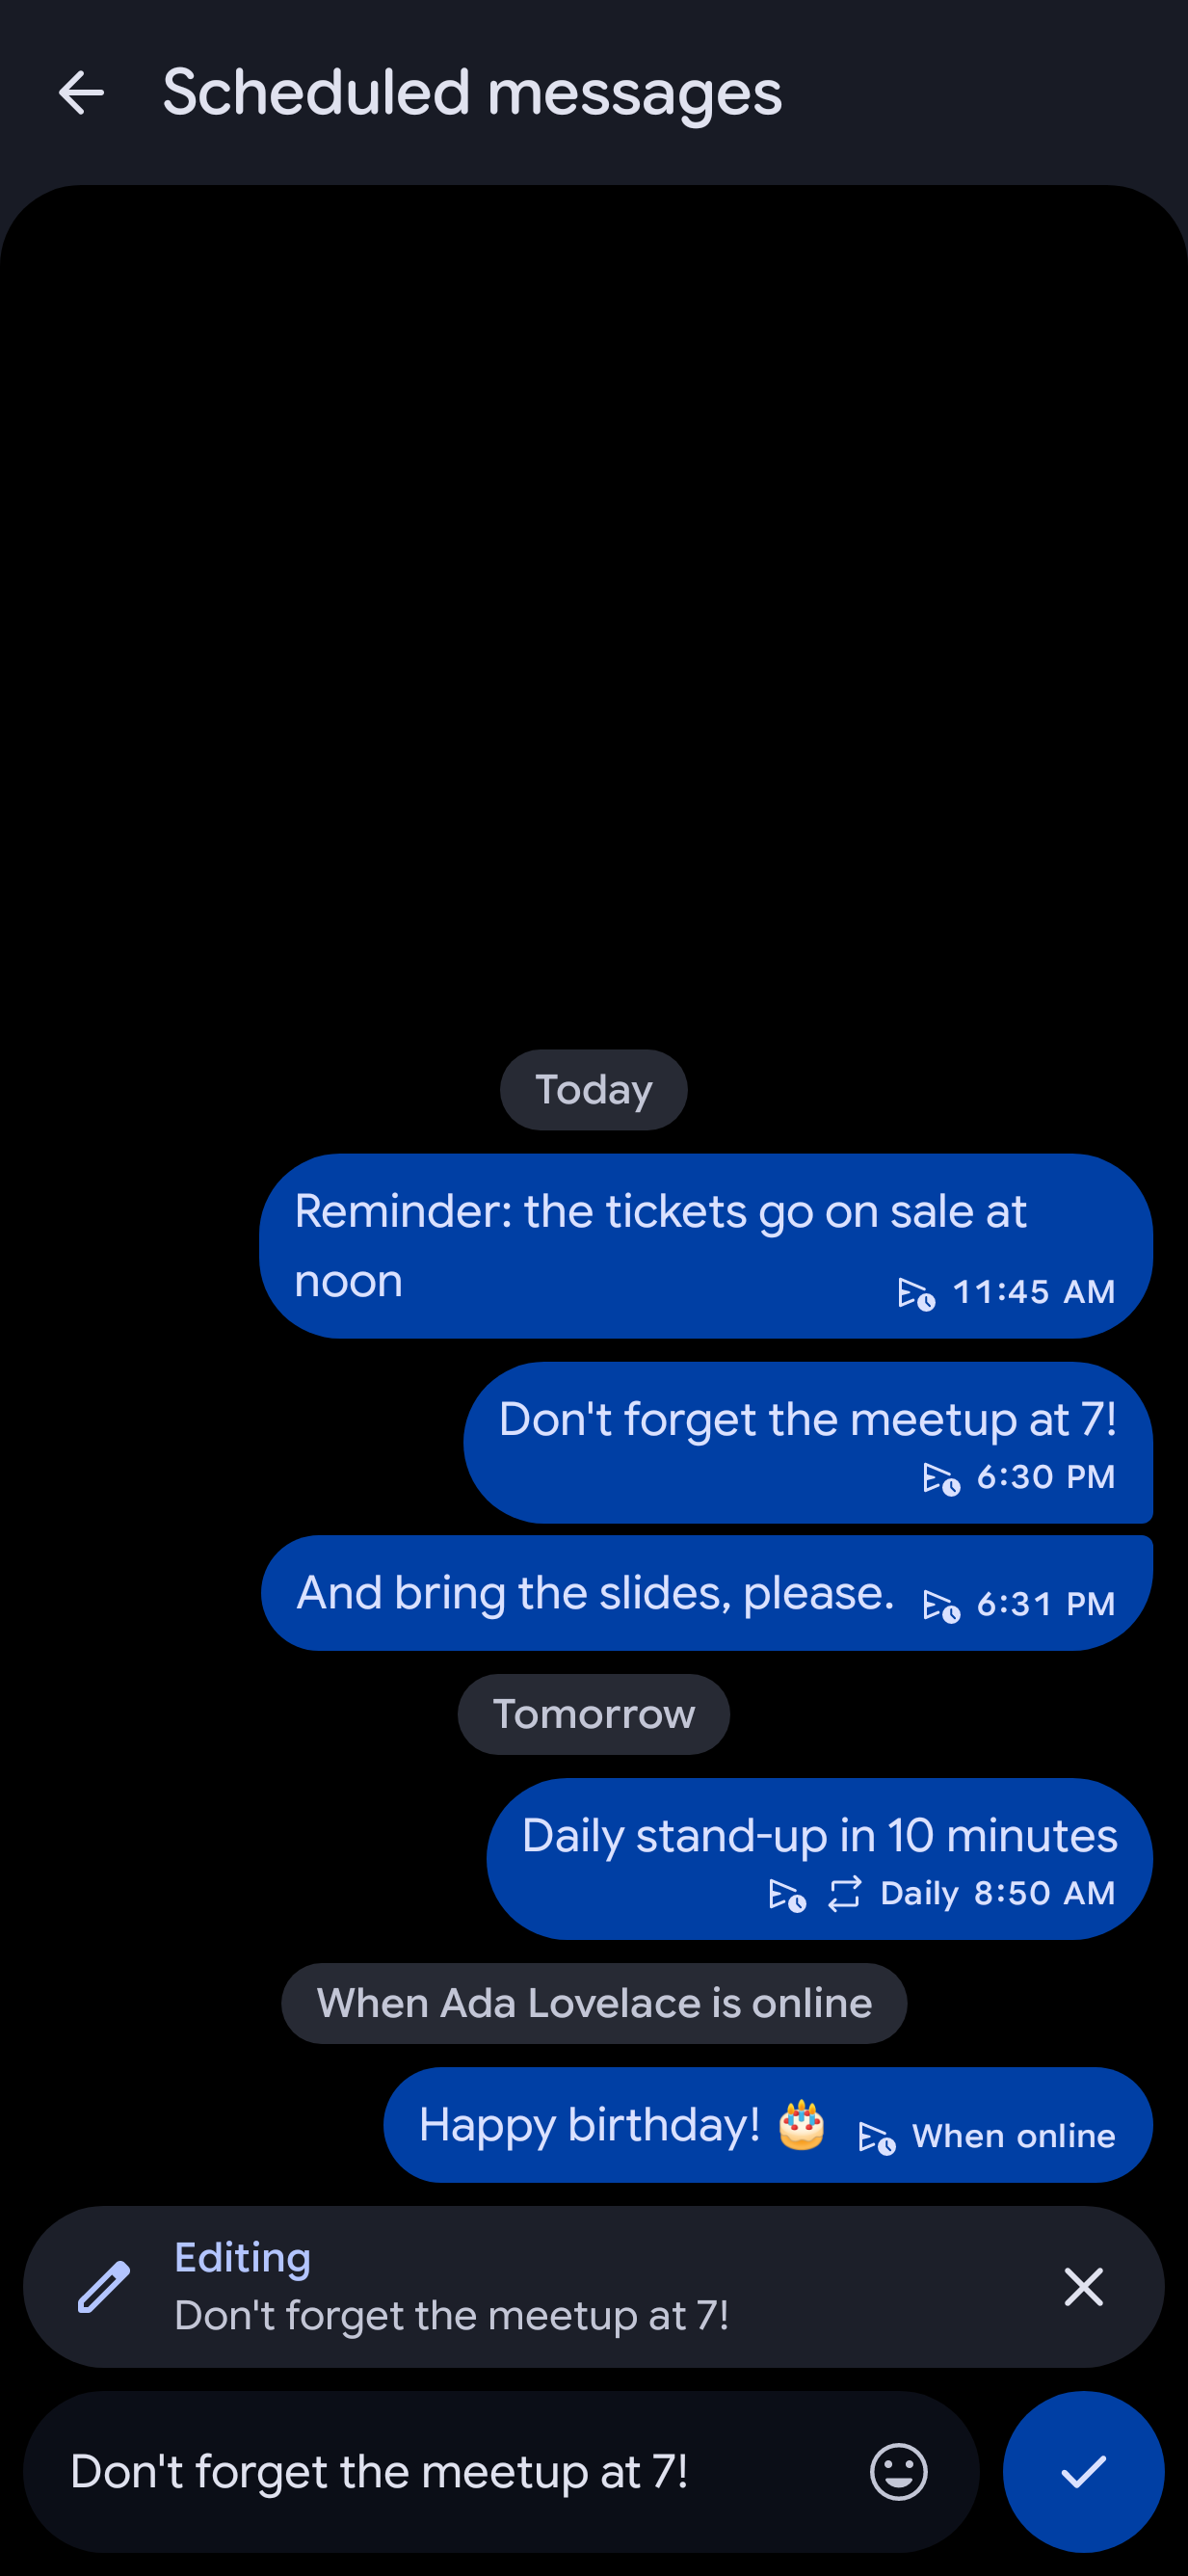 Scheduled messages
Today
Reminder: the tickets go on sale at
noon
11:45 AM
Don't forget the meetup at 7!
6:30 PM
And bring the slides, please.
6:31 PM
Tomorrow
Daily stand-up in 10 minutes
Daily 8:50 AM
When Ada Lovelace is online
Happy birthday! 🎂
When online
Editing
Don't forget the meetup at 7!
Don't forget the meetup at 7!